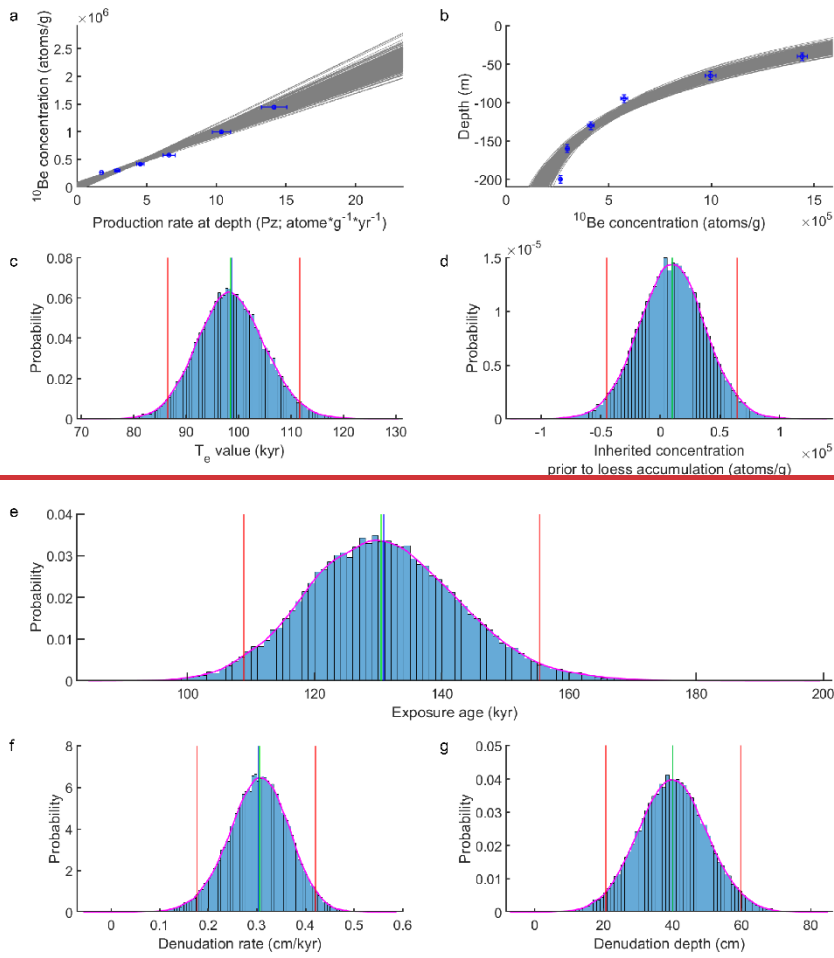 a
×10⁶
¹⁰Be concentration (atoms/g)
2.5
2
1.5
1
0.5
0
0 5 10 15 20
Production rate at depth (Pz; atome*g⁻¹*yr⁻¹)
b
Depth (m)
0
-50
-100
-150
-200
0 5 10 15
×10⁵
¹⁰Be concentration (atoms/g)
c
Probability
0.08
0.06
0.04
0.02
0
70 80 90 100 110 120 130
Tₑ value (kyr)
d
×10⁻⁵
Probability
1.5
1
0.5
0
-1 -0.5 0 0.5 1
×10⁵
Inherited concentration
prior to loess accumulation (atoms/g)
e
Probability
0.04
0.03
0.02
0.01
0
100 120 140 160 180 200
Exposure age (kyr)
f
Probability
8
6
4
2
0
0 0.1 0.2 0.3 0.4 0.5 0.6
Denudation rate (cm/kyr)
g
Probability
0.05
0.04
0.03
0.02
0.01
0
0 20 40 60 80
Denudation depth (cm)